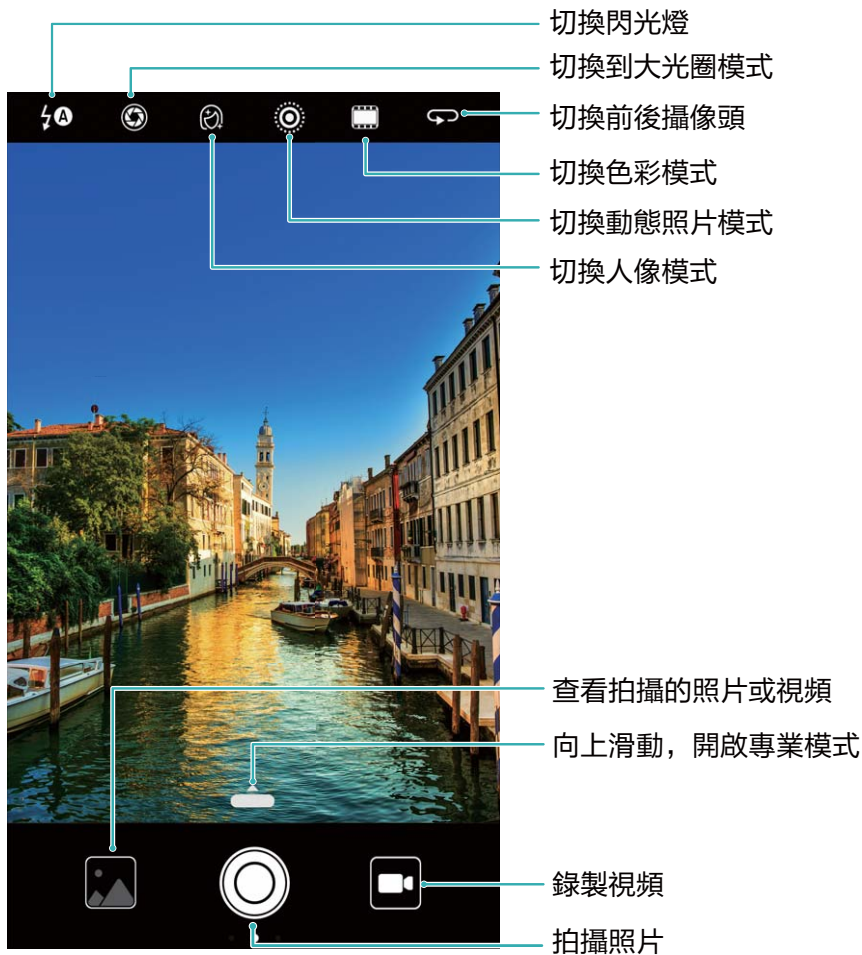 切換閃光燈
切換到大光圈模式
A
切換前後攝像頭
切換色彩模式
切換動態照片模式
切換人像模式
查看拍攝的照片或視頻
向上滑動，開啟專業模式
錄製視頻
拍攝照片